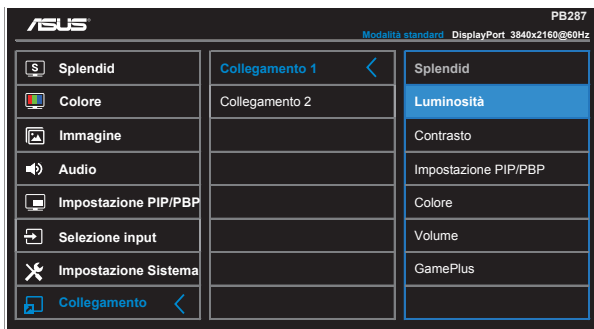 ASUS
PB287
Modalità standard DisplayPort 3840x2160@60Hz
S Splendid
Colore
Immagine
Audio
Impostazione PIP/PBP
Selezione input
Impostazione Sistema
Collegamento
Collegamento 1
Collegamento 2
Splendid
Luminosità
Contrasto
Impostazione PIP/PBP
Colore
Volume
GamePlus